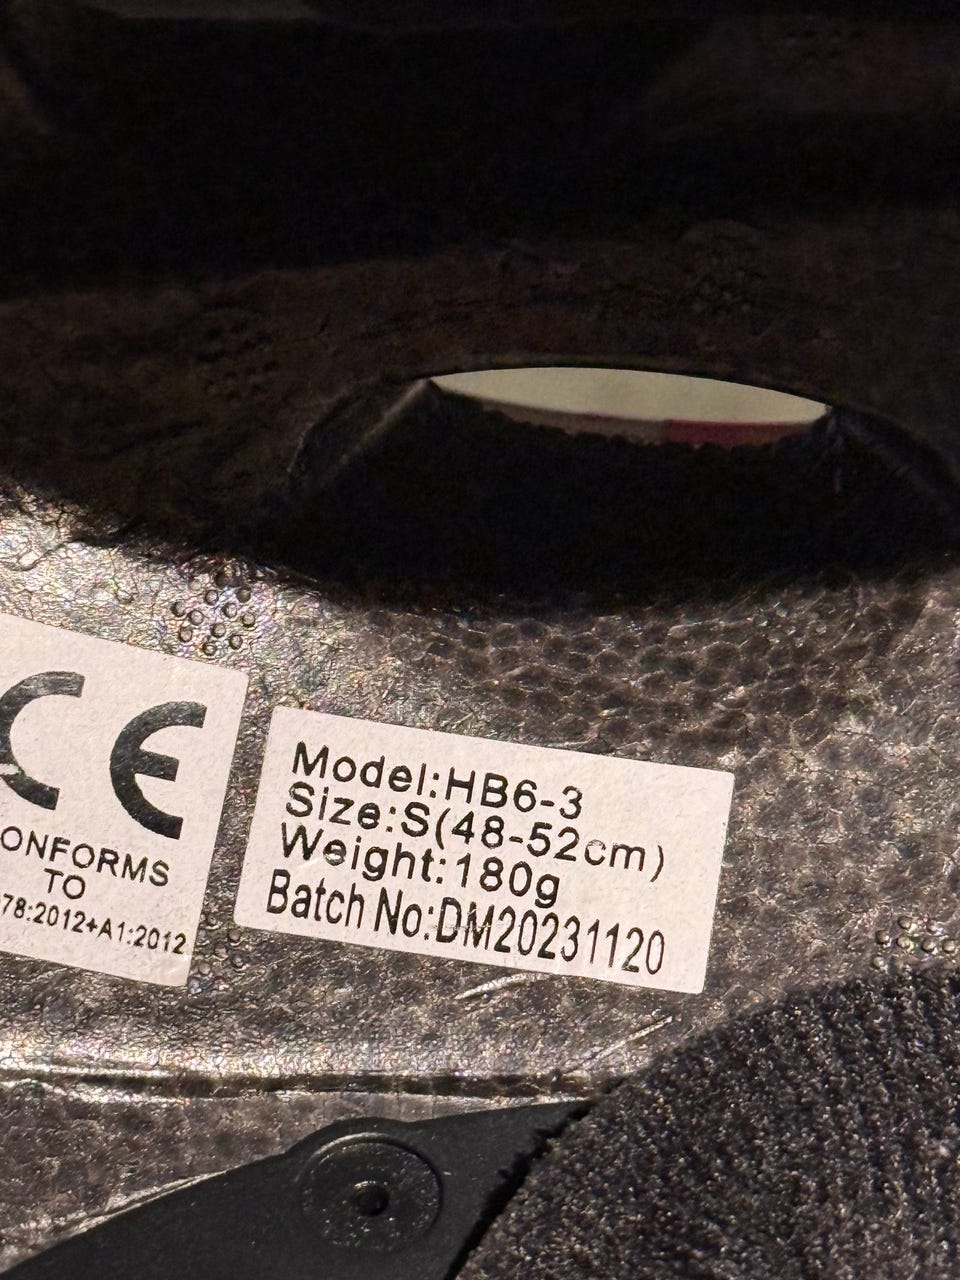 CE
ONFORMS
TO
78:2012+A1:2012
Model:HB6-3
Size:S(48-52cm)
Weight:180g
Batch No:DM20231120